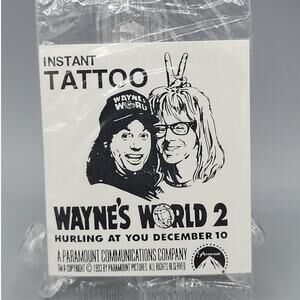 INSTANT
TATTOO
WAYNE'S
WORLD
WAYNE'S WORLD 2
HURLING AT YOU DECEMBER 10
A PARAMOUNT COMMUNICATIONS COMPANY
TM & COPYRIGHT © 1993 BY PARAMOUNT PICTURES. ALL RIGHTS RESERVED
Paramount